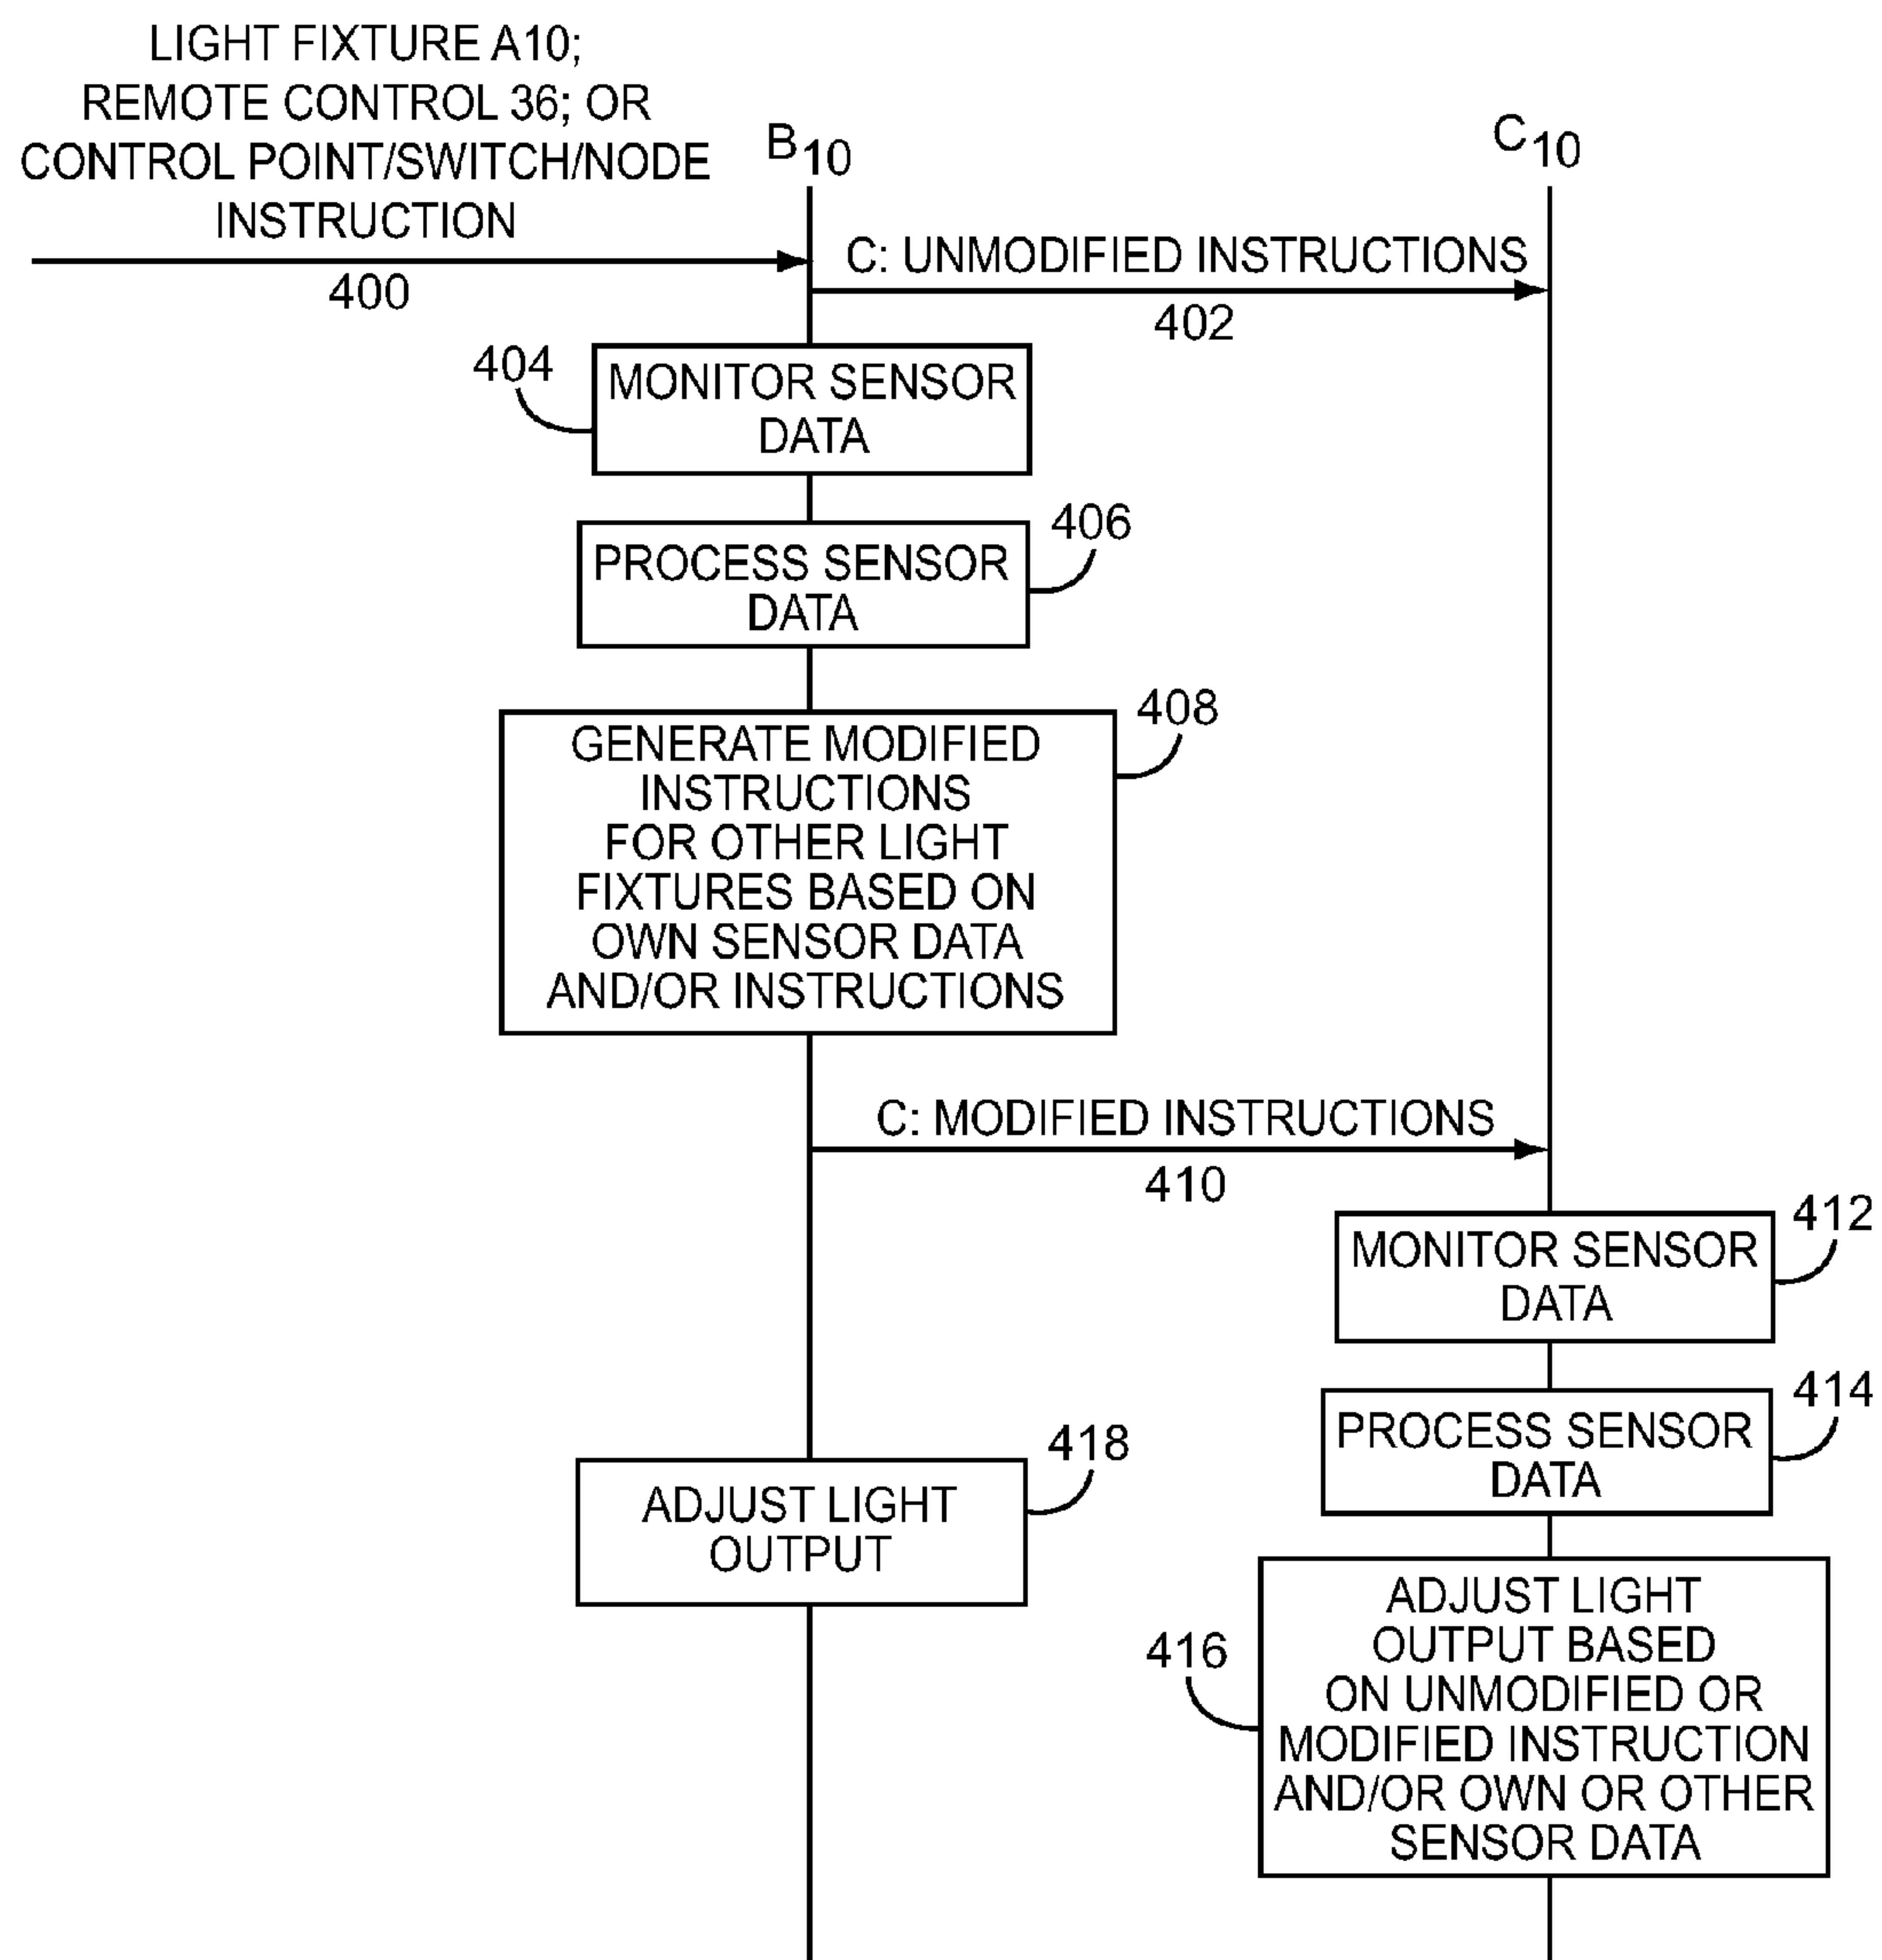 LIGHT FIXTURE A10;
REMOTE CONTROL 36; OR
CONTROL POINT/SWITCH/NODE
INSTRUCTION
400
B10
C10
C: UNMODIFIED INSTRUCTIONS
402
404
MONITOR SENSOR
DATA
406
PROCESS SENSOR
DATA
408
GENERATE MODIFIED
INSTRUCTIONS
FOR OTHER LIGHT
FIXTURES BASED ON
OWN SENSOR DATA
AND/OR INSTRUCTIONS
C: MODIFIED INSTRUCTIONS
410
412
MONITOR SENSOR
DATA
414
PROCESS SENSOR
DATA
418
ADJUST LIGHT
OUTPUT
416
ADJUST LIGHT
OUTPUT BASED
ON UNMODIFIED OR
MODIFIED INSTRUCTION
AND/OR OWN OR OTHER
SENSOR DATA